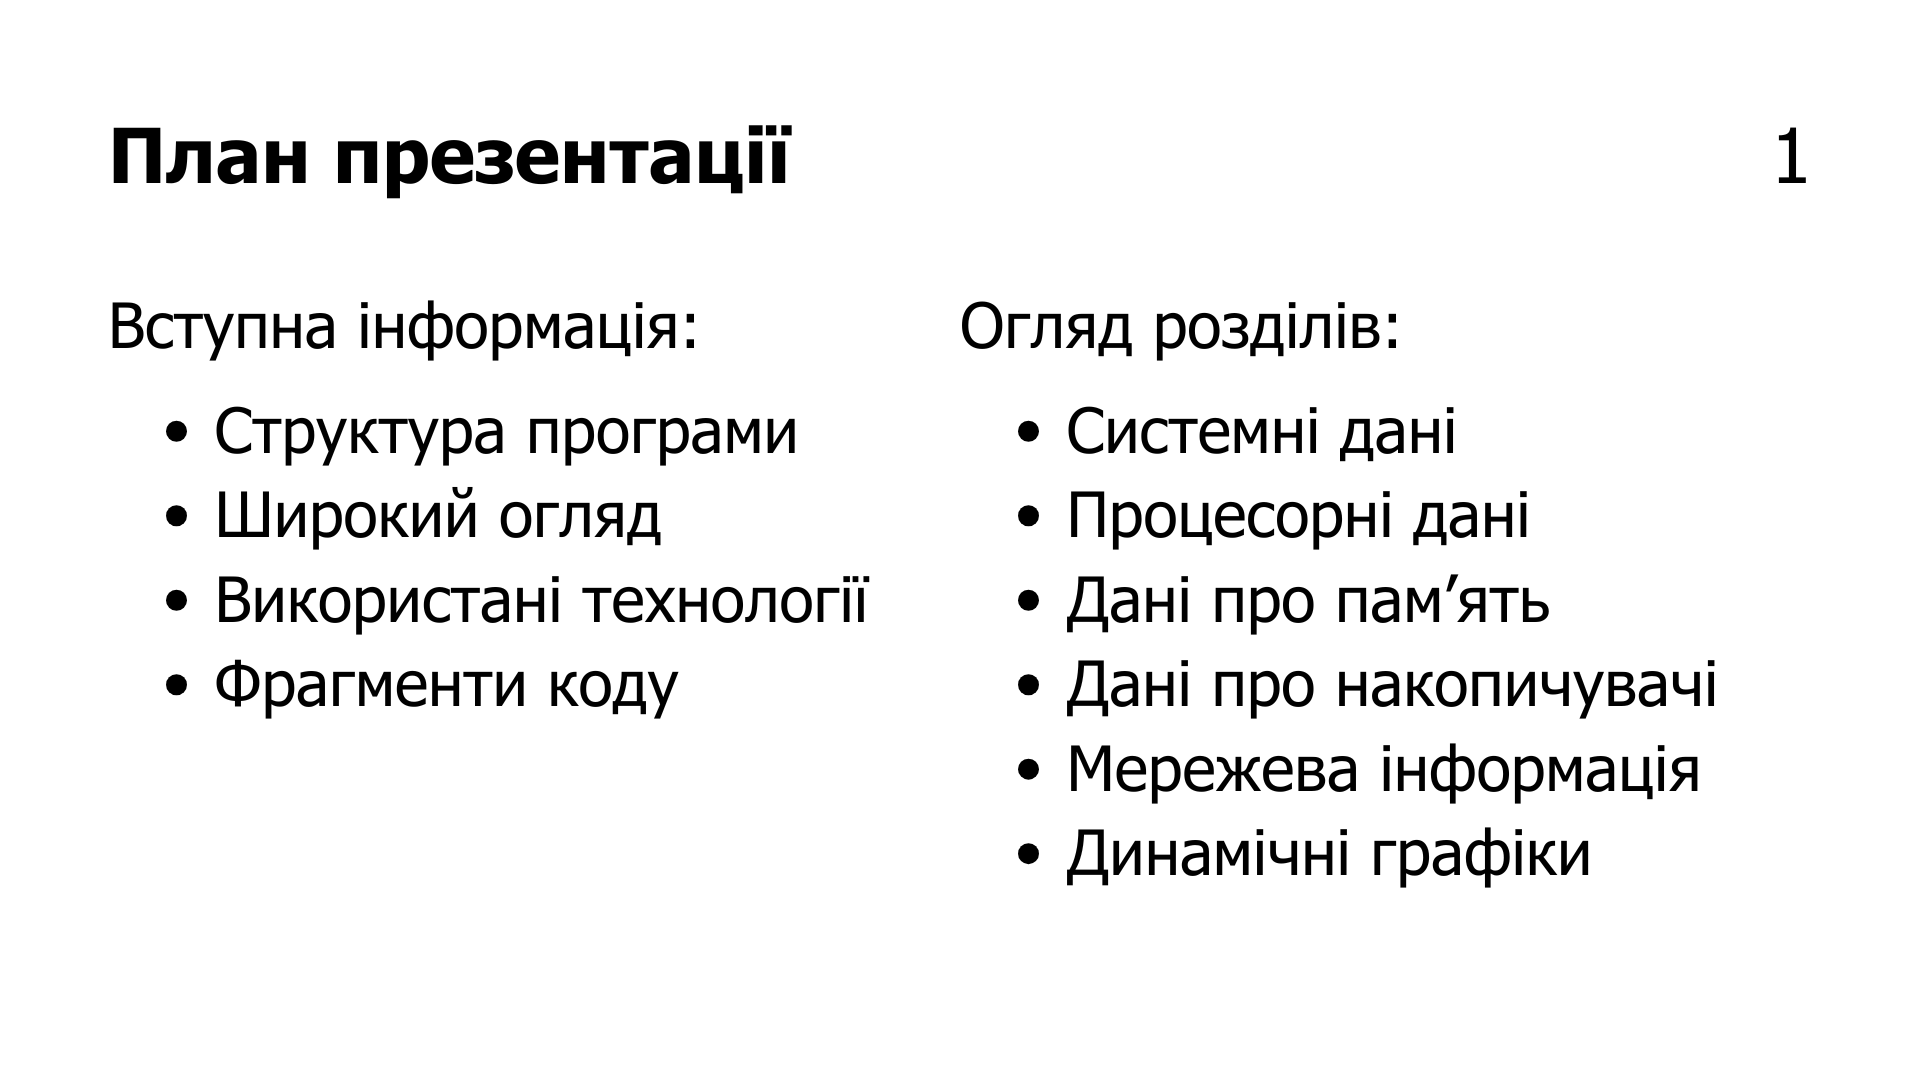 План презентації
1
Вступна інформація:
• Структура програми
• Широкий огляд
• Використані технології
• Фрагменти коду
Огляд розділів:
• Системні дані
• Процесорні дані
• Дані про пам’ять
• Дані про накопичувачі
• Мережева інформація
• Динамічні графіки